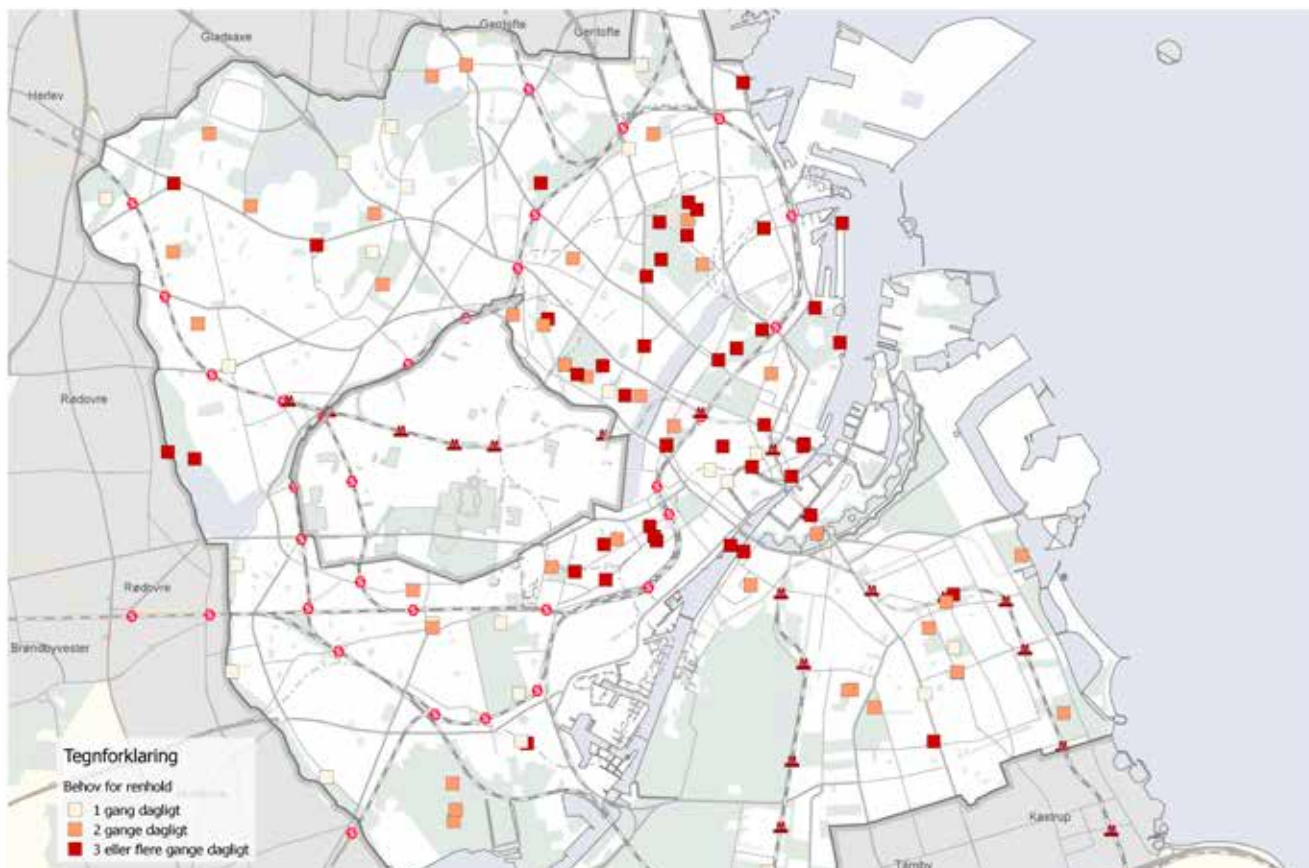 Gentofte
Gladsaxe
Gentofte
Herlev
Rødovre
Rødovre
Brøndbyvester
Tegnforklaring
Behov for renhold
1 gang dagligt
2 gange dagligt
3 eller flere gange dagligt
Kastrup
Tårnby